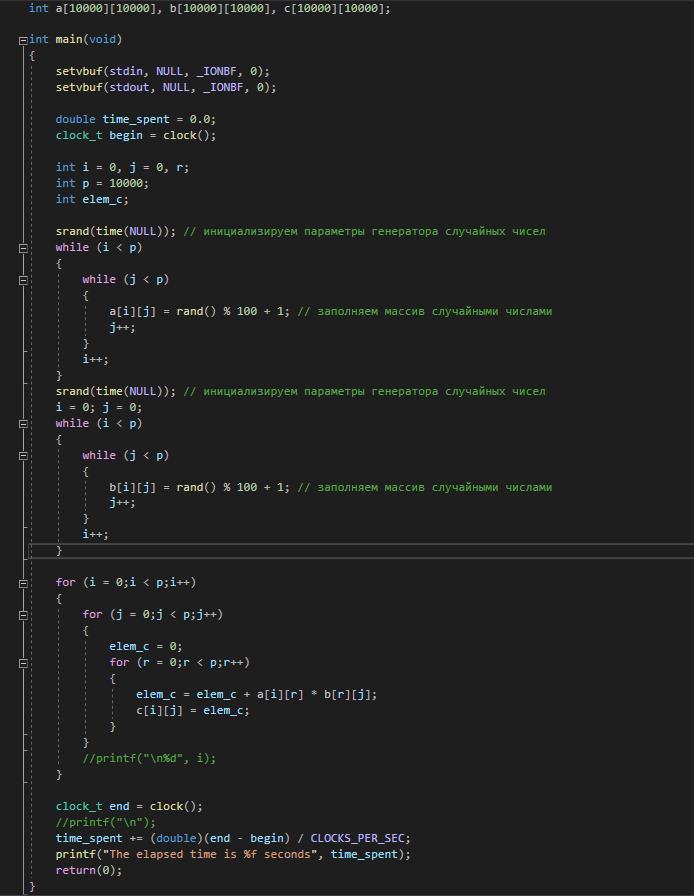 int a[10000][10000], b[10000][10000], c[10000][10000];
int main(void)
{
setvbuf(stdin, NULL, _IONBF, 0);
setvbuf(stdout, NULL, _IONBF, 0);
double time_spent = 0.0;
clock_t begin = clock();
int i = 0, j = 0, r;
int p = 10000;
int elem_c;
srand(time(NULL)); // инициализируем параметры генератора случайных чисел
while (i < p)
{
while (j < p)
{
a[i][j] = rand() % 100 + 1; // заполняем массив случайными числами
j++;
}
i++;
}
srand(time(NULL)); // инициализируем параметры генератора случайных чисел
i = 0; j = 0;
while (i < p)
{
while (j < p)
{
b[i][j] = rand() % 100 + 1; // заполняем массив случайными числами
j++;
}
i++;
}
for (i = 0;i < p;i++)
{
for (j = 0;j < p;j++)
{
elem_c = 0;
for (r = 0;r < p;r++)
{
elem_c = elem_c + a[i][r] * b[r][j];
c[i][j] = elem_c;
}
}
//printf("\n%d", i);
}
clock_t end = clock();
//printf("\n");
time_spent += (double)(end - begin) / CLOCKS_PER_SEC;
printf("The elapsed time is %f seconds", time_spent);
return(0);
}